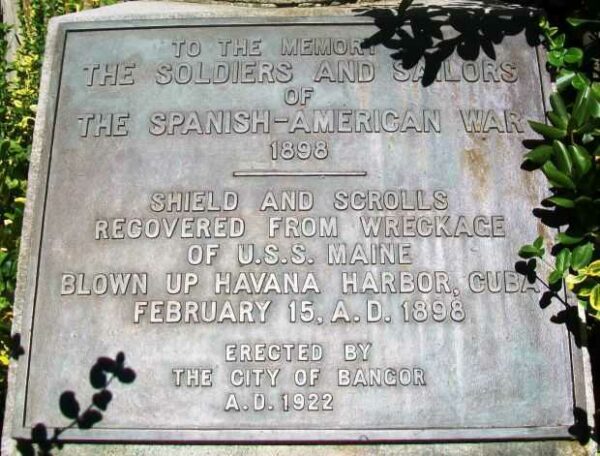 TO THE MEMORY
THE SOLDIERS AND SAILORS
OF
THE SPANISH-AMERICAN WAR
1898
SHIELD AND SCROLLS
RECOVERED FROM WRECKAGE
OF U.S.S. MAINE
BLOWN UP HAVANA HARBOR, CUBA
FEBRUARY 15, A.D. 1898
ERECTED BY
THE CITY OF BANGOR
A.D. 1922